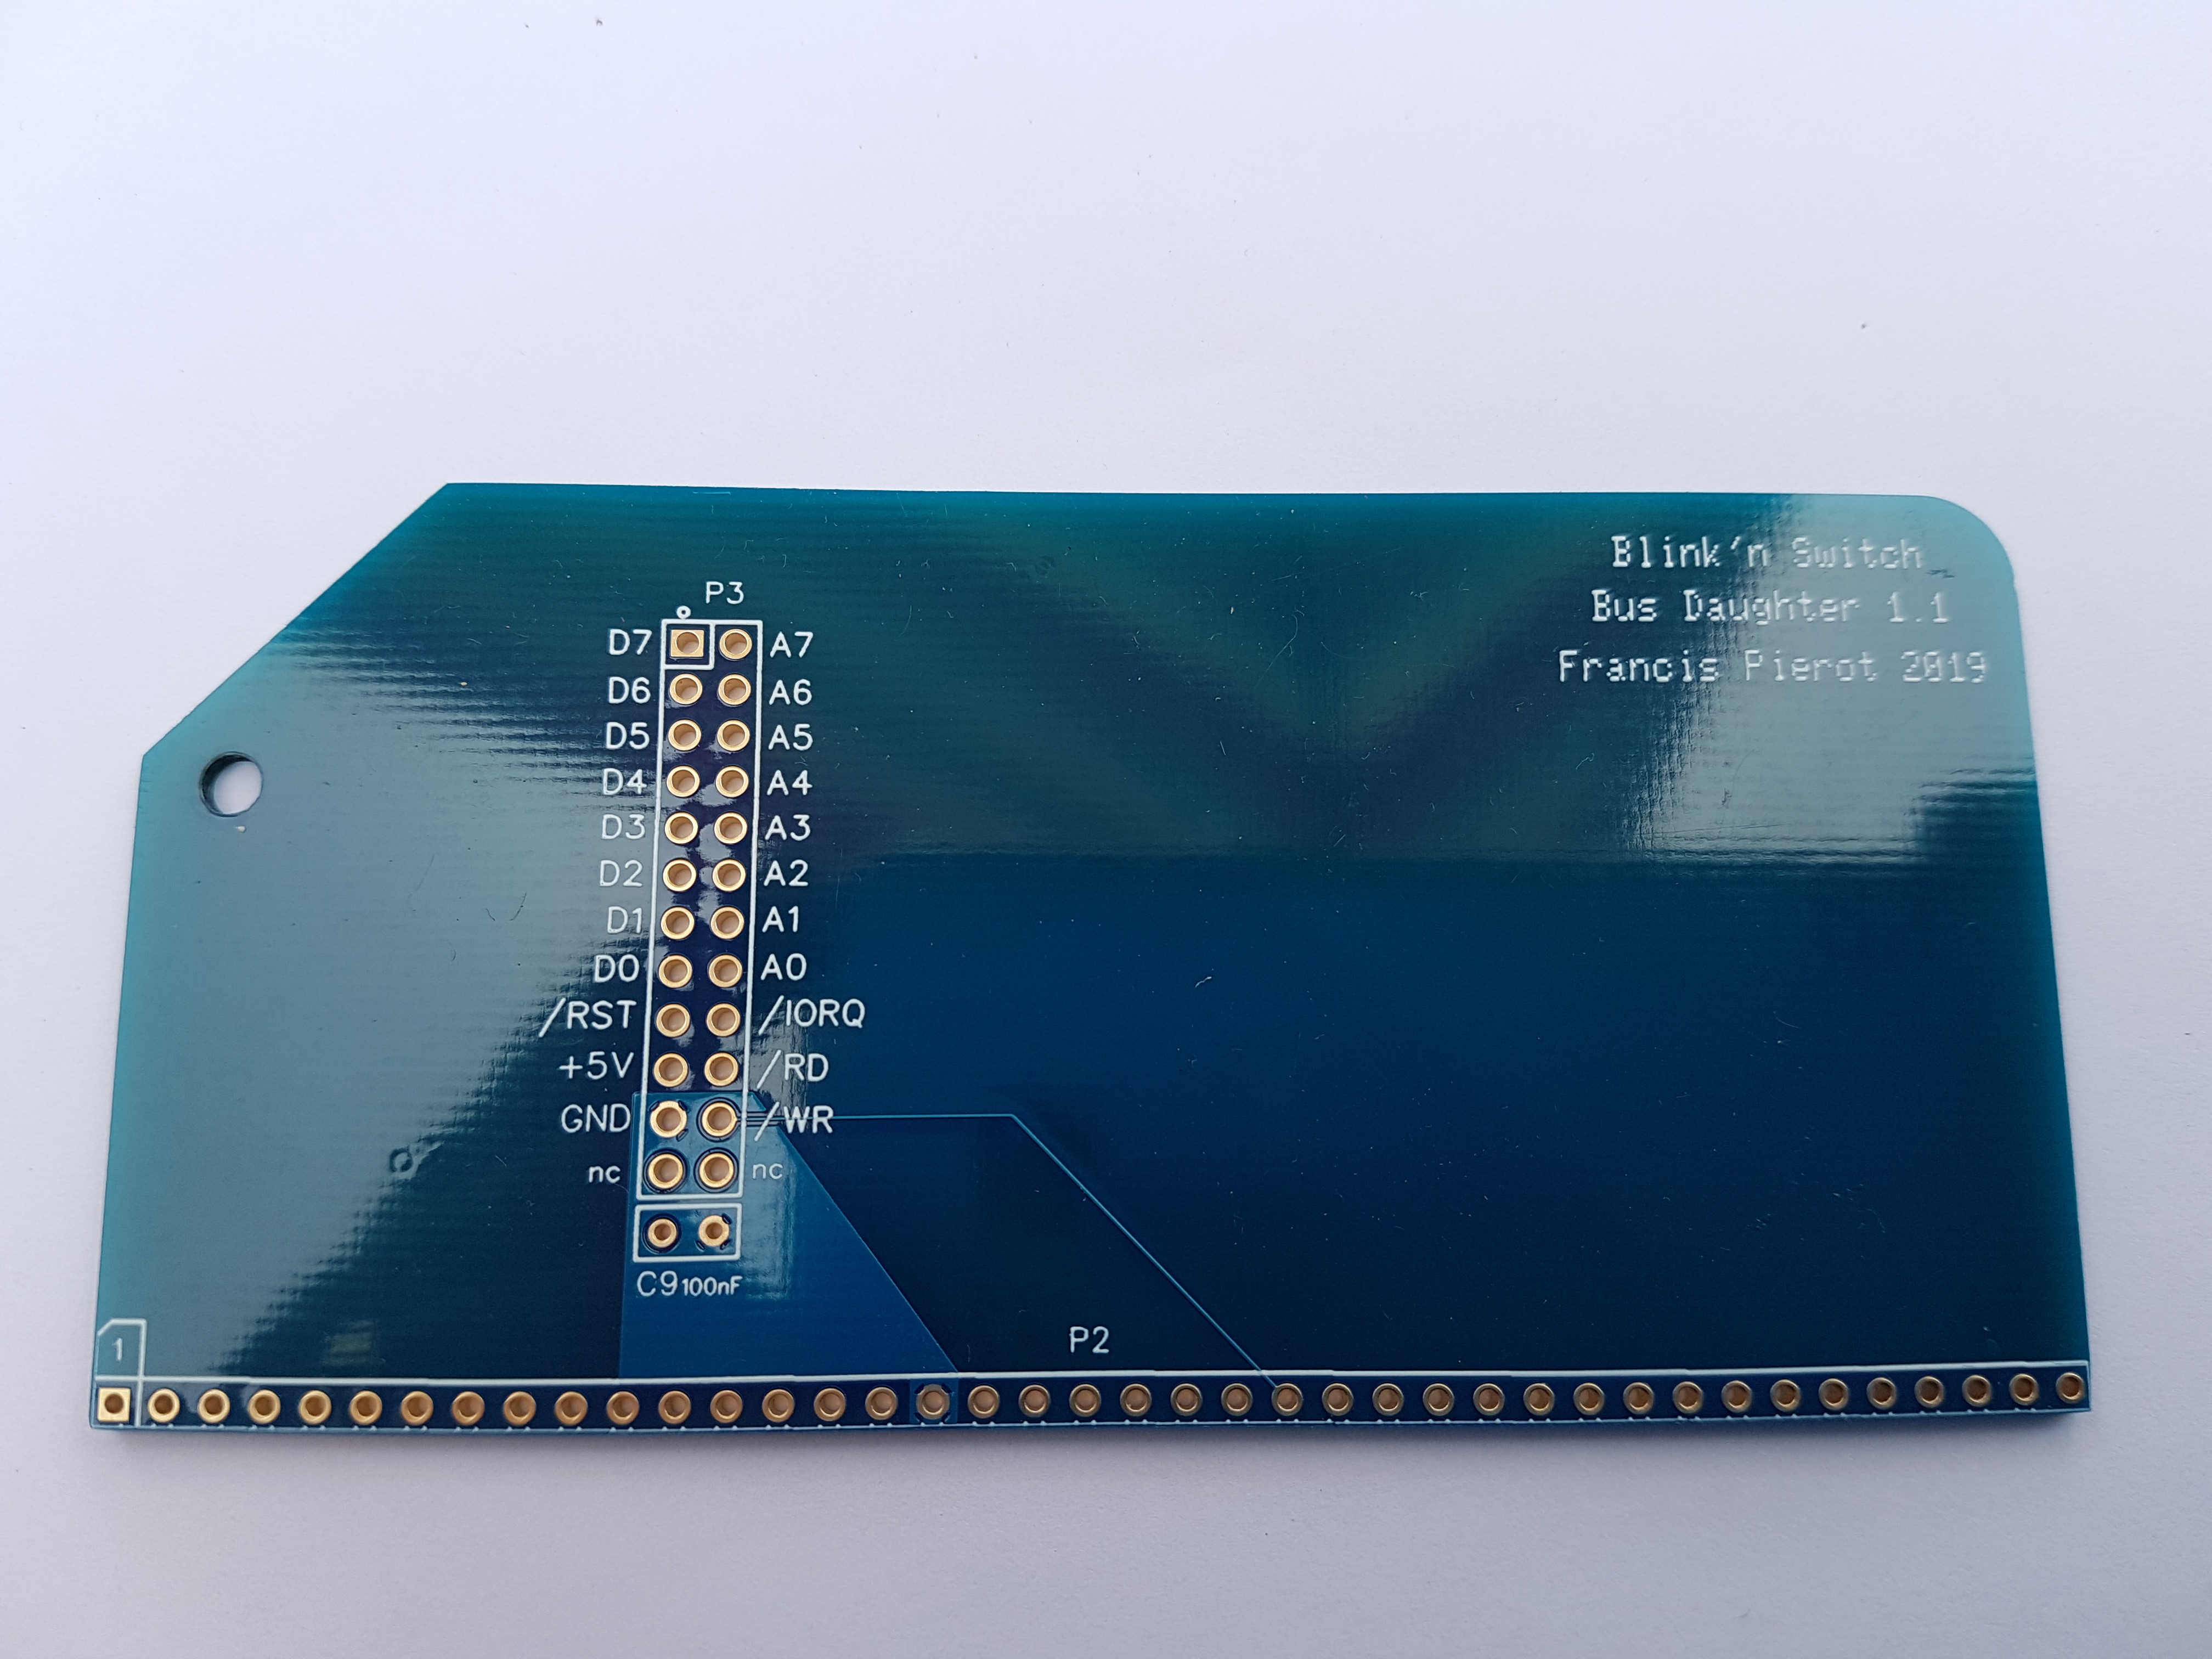 Blink'n Switch
Bus Daughter 1.1
Francis Pierot 2019
P3
D7 A7
D6 A6
D5 A5
D4 A4
D3 A3
D2 A2
D1 A1
D0 A0
/RST /IORQ
+5V /RD
GND /WR
nc nc
C9 100nF
P2
1